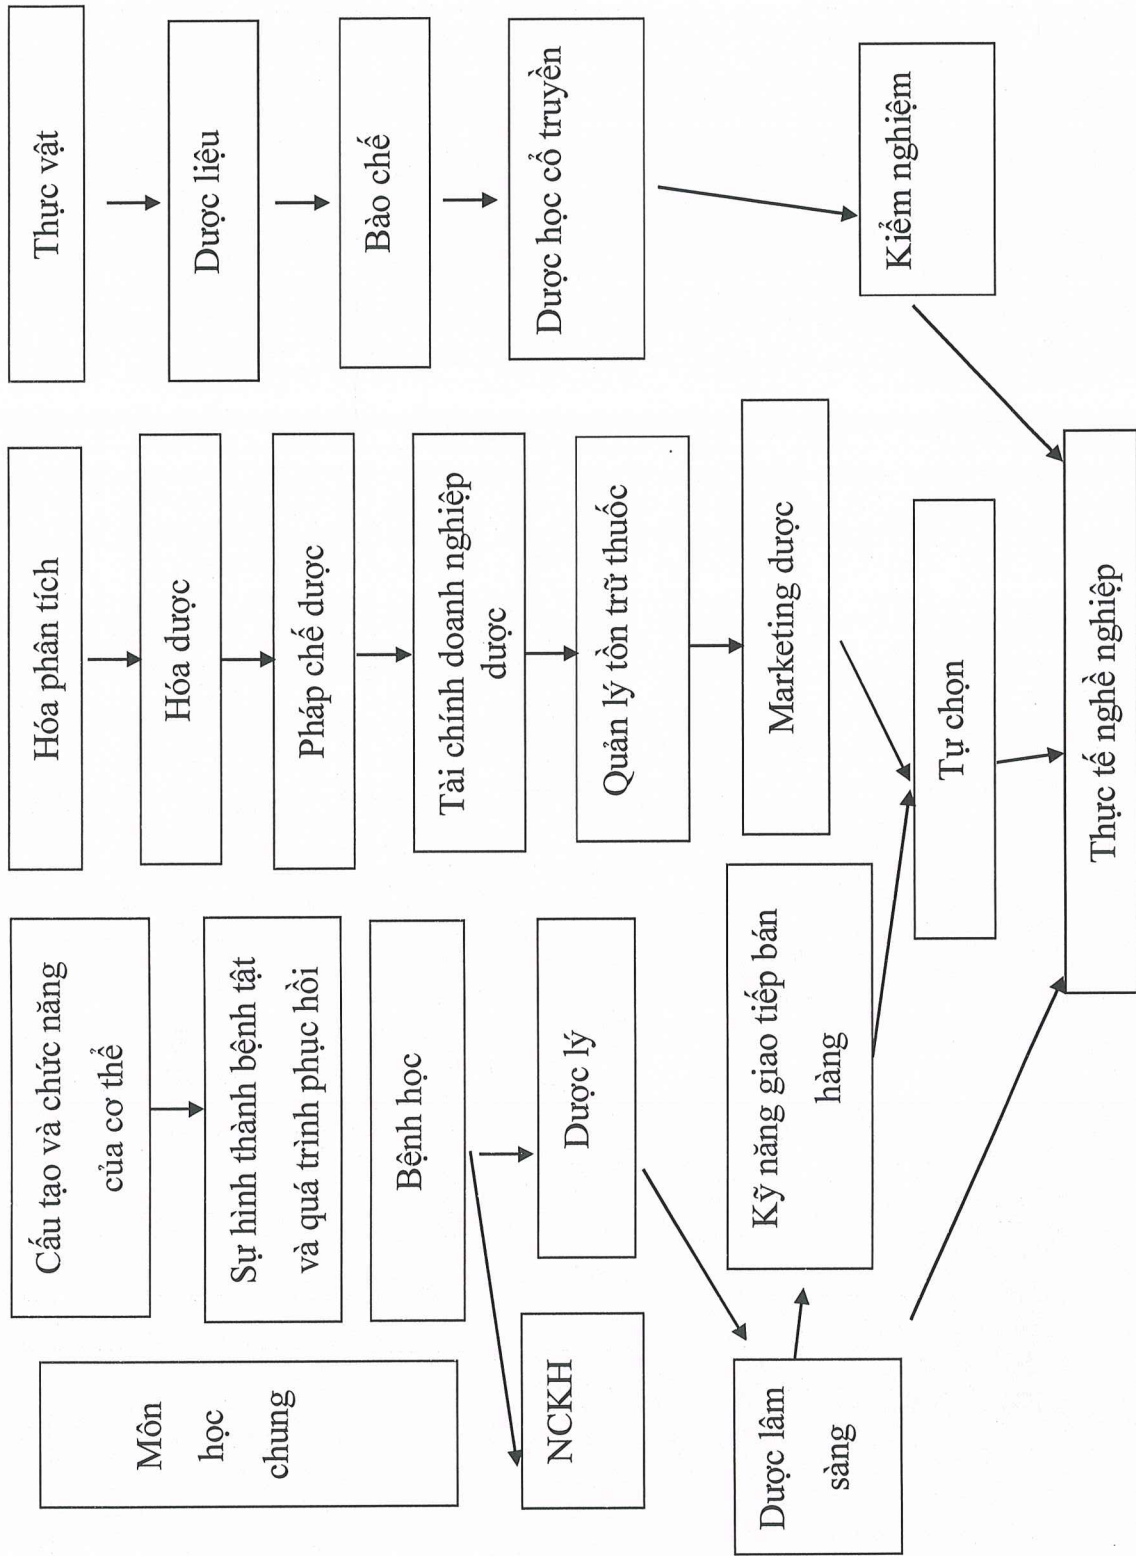 Môn
học
chung
Cấu tạo và chức năng
của cơ thể
Hóa phân tích
Thực vật
Sự hình thành bệnh tật
và quá trình phục hồi
Hóa dược
Dược liệu
Bệnh học
Pháp chế dược
Bào chế
NCKH
Dược lý
Tài chính doanh nghiệp
dược
Dược học cổ truyền
Quản lý tồn trữ thuốc
Dược lâm
sàng
Kỹ năng giao tiếp bán
hàng
Marketing dược
Kiểm nghiệm
Tự chọn
Thực tế nghề nghiệp